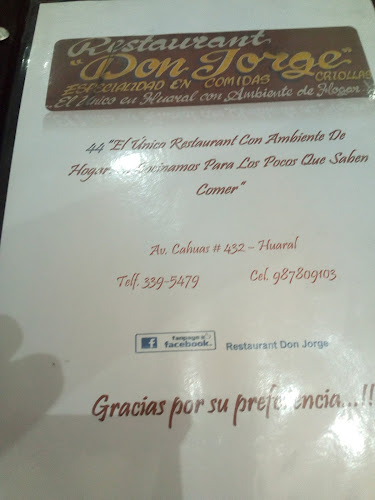 Restaurant
"Don Jorge"
ESPECIALIDAD EN COMIDAS CRIOLLAS
El Único en Huaral con Ambiente de Hogar
44 "El Único Restaurant Con Ambiente De
Hogar, Cocinamos Para Los Pocos Que Saben
Comer"
Av. Cahuas # 432 - Huaral
Telf. 339-5479 Cel. 987809103
fanpage
facebook. Restaurant Don Jorge
Gracias por su preferencia...!!!